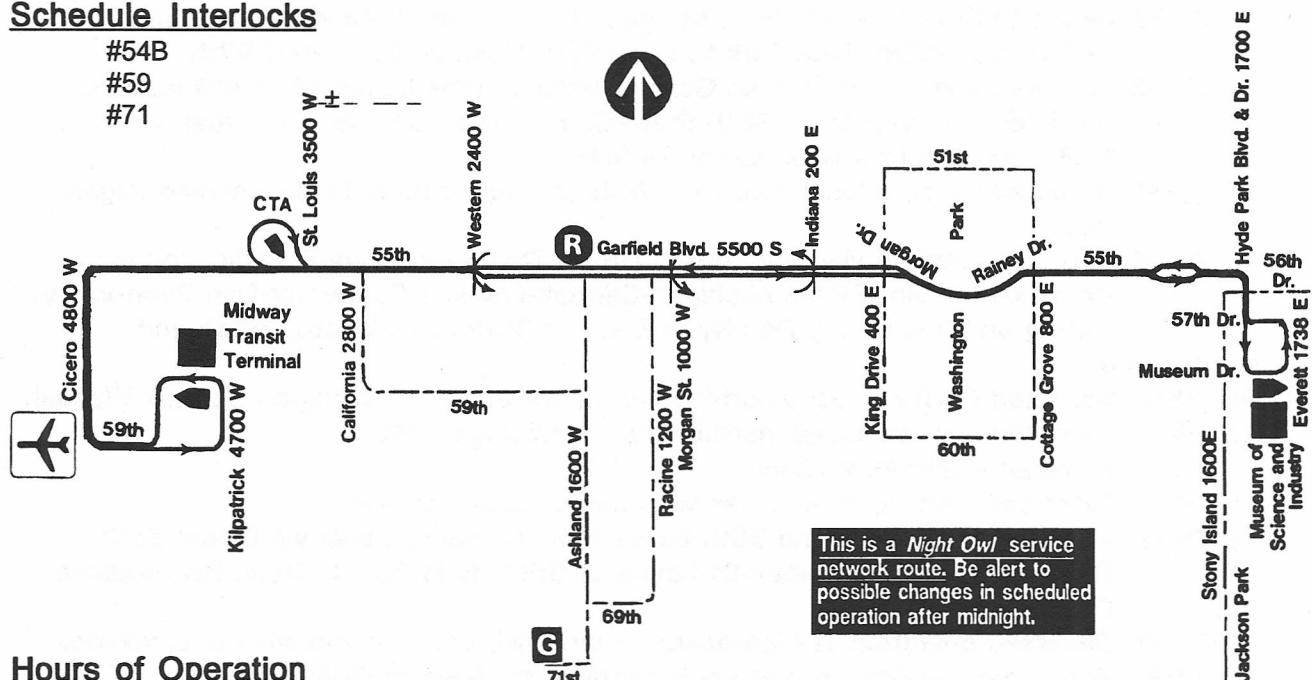 Schedule Interlocks
#54B
#59
#71
St. Louis 3500 W
±
CTA
Western 2400 W
55th
R
Garfield Blvd. 5500 S
Indiana 200 E
51st
Morgan Dr.
Park
Rainey Dr.
55th
Hyde Park Blvd. & Dr. 1700 E
56th
Dr.
57th Dr.
Museum Dr.
Everett 1738 E
Cicero 4800 W
Midway
Transit
Terminal
59th
Kilpatrick 4700 W
California 2800 W
59th
Ashland 1600 W
Racine 1200 W
Morgan St. 1000 W
King Drive 400 E
Washington
Cottage Grove 800 E
60th
Stony Island 1600E
Museum of
Science and
Industry
Jackson Park
69th
G
71st
This is a Night Owl service
network route. Be alert to
possible changes in scheduled
operation after midnight.
Hours of Operation